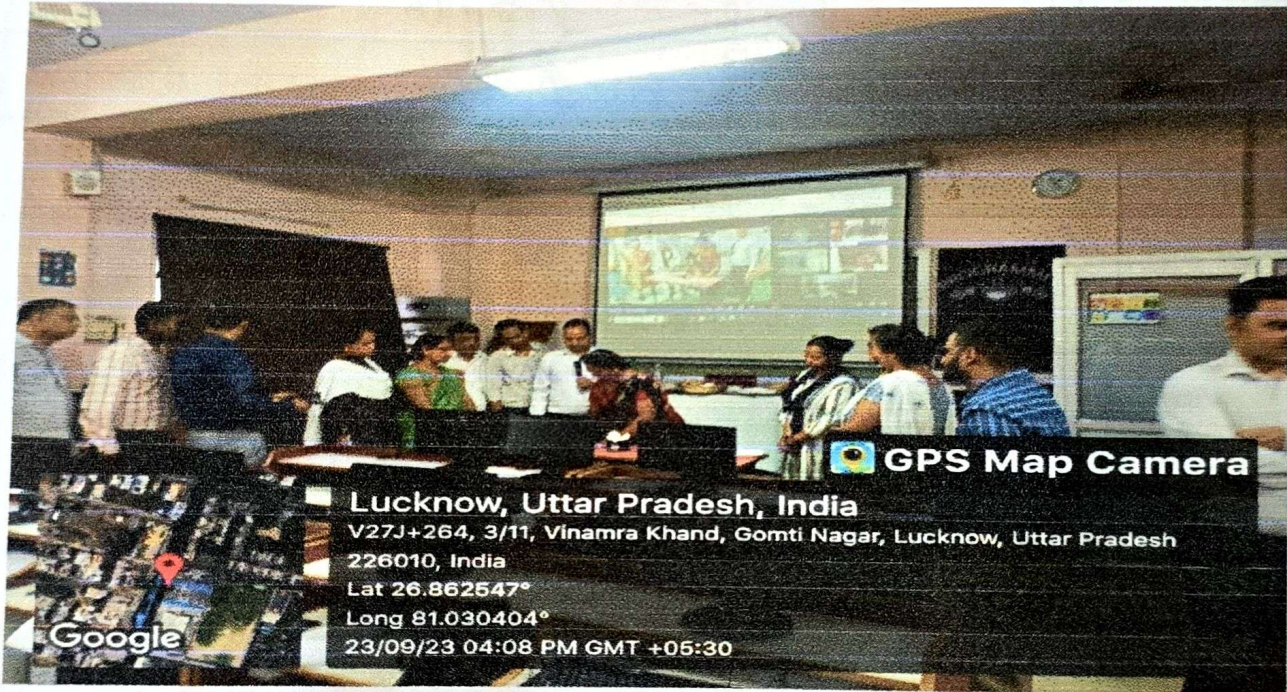 GPS Map Camera
Lucknow, Uttar Pradesh, India
V27J+264, 3/11, Vinamra Khand, Gomti Nagar, Lucknow, Uttar Pradesh
226010, India
Lat 26.862547°
Long 81.030404°
23/09/23 04:08 PM GMT +05:30
Google